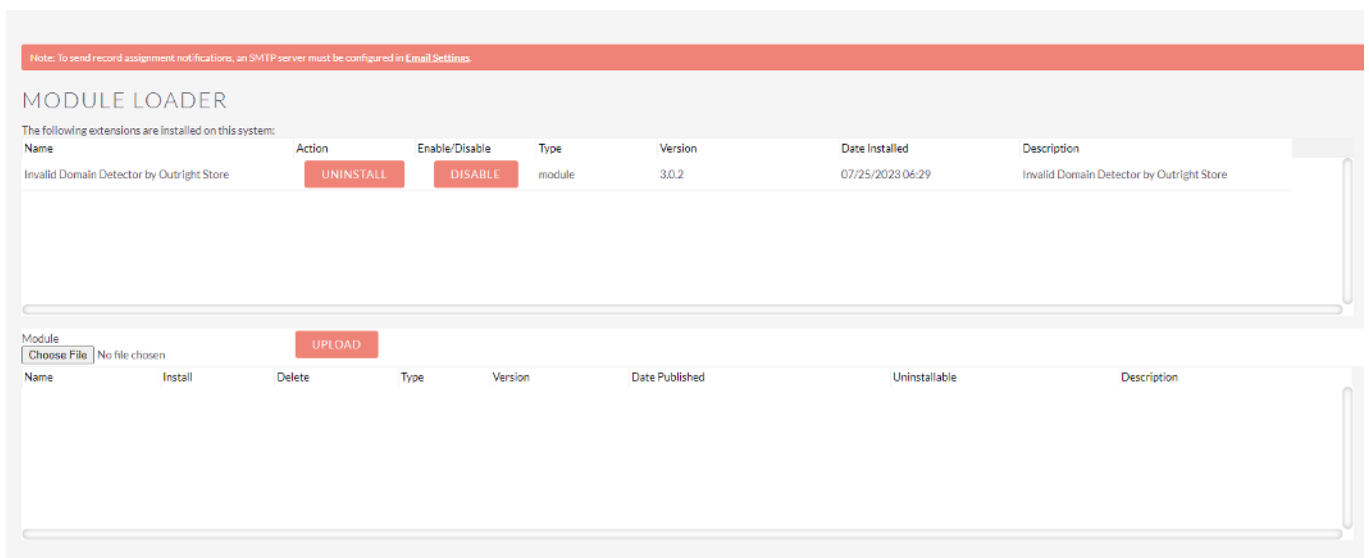 Note: To send record assignment notifications, an SMTP server must be configured in Email Settings.
MODULE LOADER
The following extensions are installed on this system:
Name Action Enable/Disable Type Version Date Installed Description
Invalid Domain Detector by Outright Store UNINSTALL DISABLE module 3.0.2 07/25/2023 06:29 Invalid Domain Detector by Outright Store
Module
UPLOAD
Choose File No file chosen
Name Install Delete Type Version Date Published Uninstallable Description